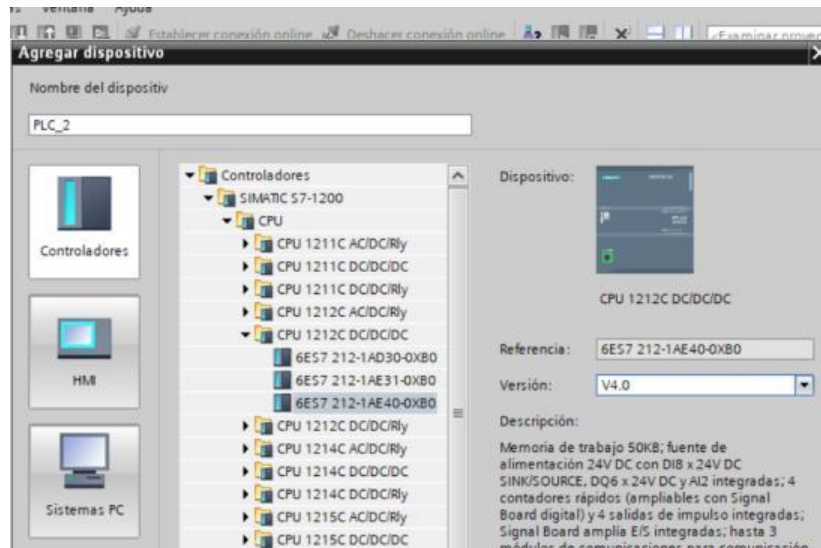 Ventana Ayuda
Establecer conexión online Deshacer conexión online <Examinar proyec
Agregar dispositivo
Nombre del dispositiv
PLC_2
Controladores
HMI
Sistemas PC
Controladores
SIMATIC S7-1200
CPU
CPU 1211C AC/DC/Rly
CPU 1211C DC/DC/DC
CPU 1211C DC/DC/Rly
CPU 1212C AC/DC/Rly
CPU 1212C DC/DC/DC
6ES7 212-1AD30-0XB0
6ES7 212-1AE31-0XB0
6ES7 212-1AE40-0XB0
CPU 1212C DC/DC/Rly
CPU 1214C AC/DC/Rly
CPU 1214C DC/DC/DC
CPU 1214C DC/DC/Rly
CPU 1215C AC/DC/Rly
CPU 1215C DC/DC/DC
Dispositivo:
CPU 1212C DC/DC/DC
Referencia: 6ES7 212-1AE40-0XB0
Versión: V4.0
Descripción:
Memoria de trabajo 50KB; fuente de
alimentación 24V DC con DI8 x 24V DC
SINK/SOURCE, DQ6 x 24V DC y AI2 integradas; 4
contadores rápidos (ampliables con Signal
Board digital) y 4 salidas de impulso integradas;
Signal Board amplía E/S integradas; hasta 3
módulos de comunicaciones para comunicación